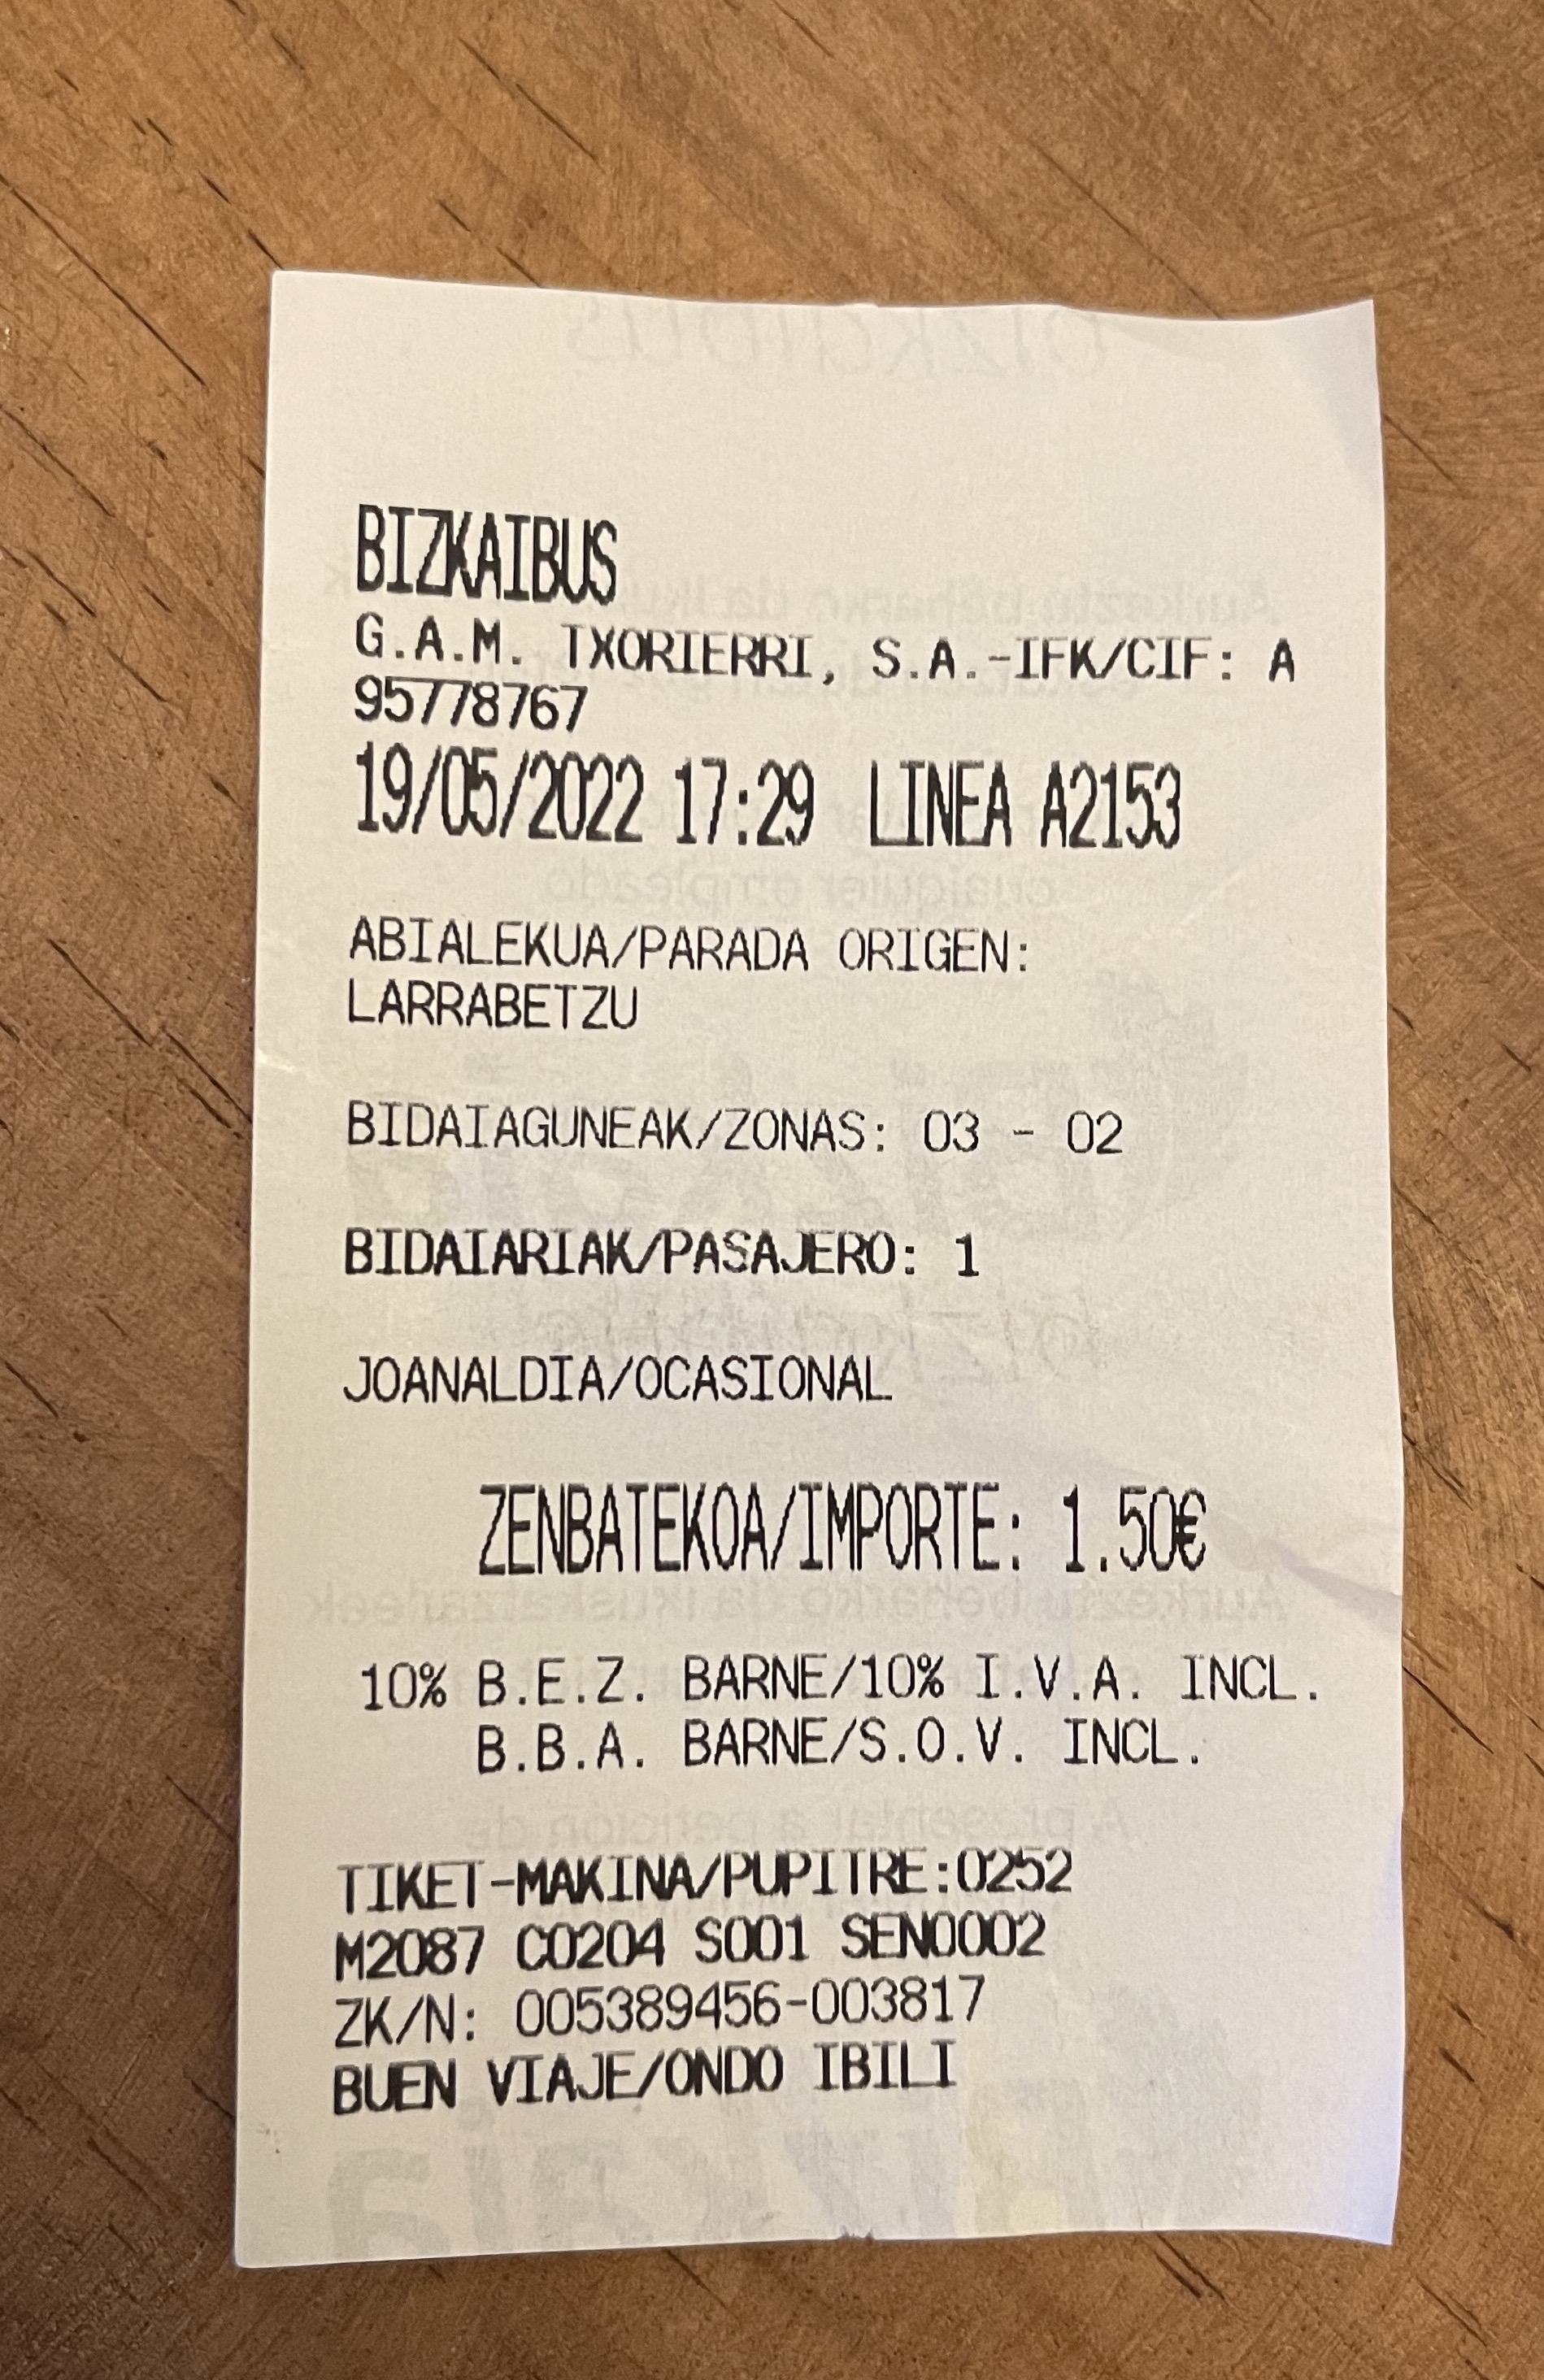 BIZKAIBUS
G.A.M. TXORIERRI, S.A.-IFK/CIF: A
95778767
19/05/2022 17:29 LINEA A2153
ABIALEKUA/PARADA ORIGEN:
LARRABETZU
BIDAIAGUNEAK/ZONAS: 03 - 02
BIDAIARIAK/PASAJERO: 1
JOANALDIA/OCASIONAL
ZENBATEKOA/IMPORTE: 1.50€
10% B.E.Z. BARNE/10% I.V.A. INCL.
B.B.A. BARNE/S.O.V. INCL.
TIKET-MAKINA/PUPITRE:0252
M2087 C0204 S001 SEN0002
ZK/N: 005389456-003817
BUEN VIAJE/ONDO IBILI